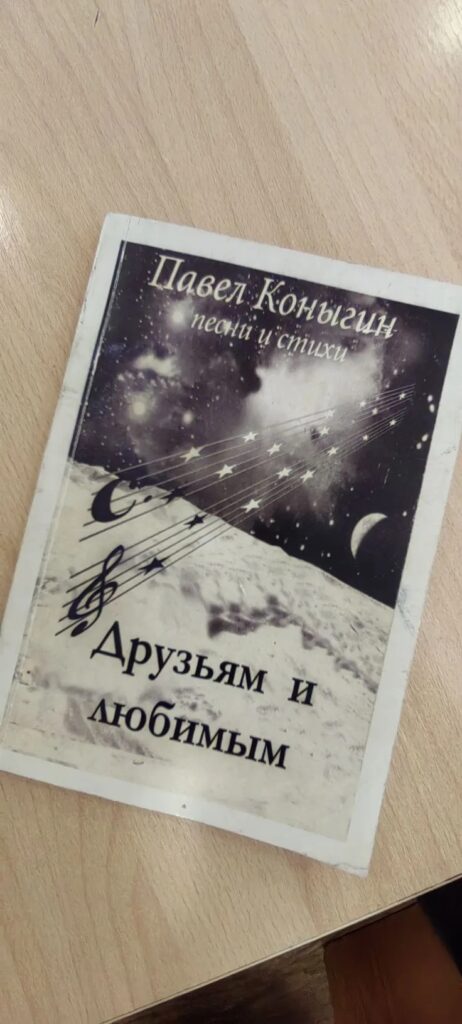 Павел Коныгин
песни и стихи
Друзьям и
любимым